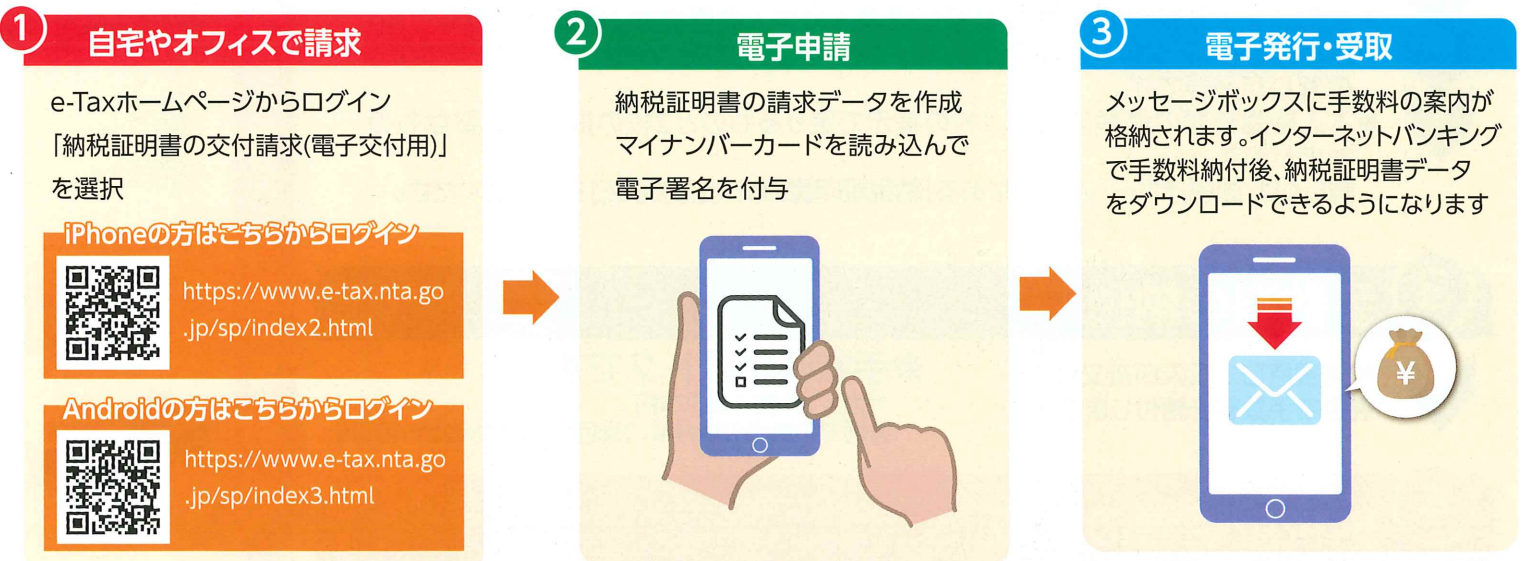 1
自宅やオフィスで請求
e-Taxホームページからログイン
「納税証明書の交付請求(電子交付用)」
を選択
iPhoneの方はこちらからログイン
https://www.e-tax.nta.go
.jp/sp/index2.html
Androidの方はこちらからログイン
https://www.e-tax.nta.go
.jp/sp/index3.html
2
電子申請
納税証明書の請求データを作成
マイナンバーカードを読み込んで
電子署名を付与
3
電子発行・受取
メッセージボックスに手数料の案内が
格納されます。インターネットバンキング
で手数料納付後、納税証明書データ
をダウンロードできるようになります
¥